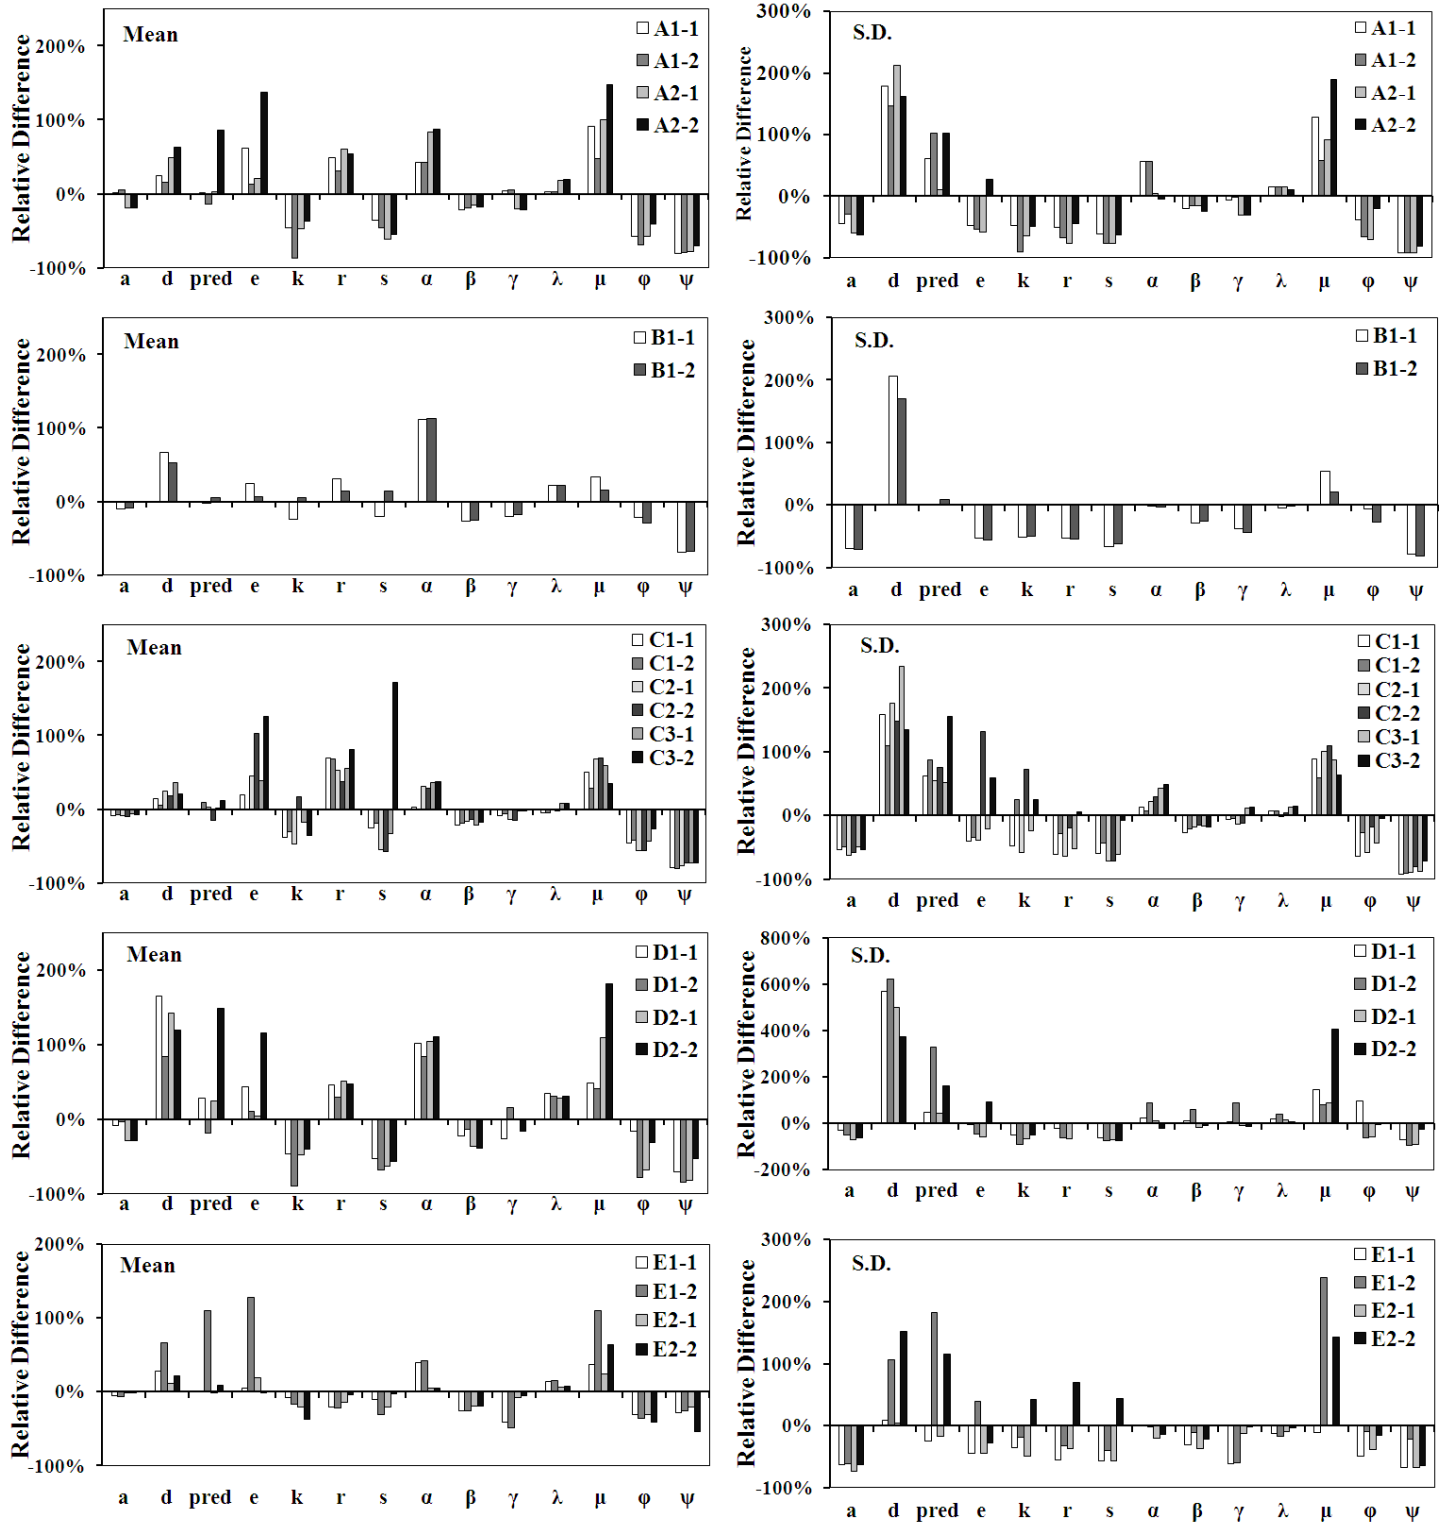 Mean
A1-1
A1-2
A2-1
A2-2
200%
100%
0%
-100%
Relative Difference
a d pred e k r s α β γ λ μ φ ψ
S.D.
A1-1
A1-2
A2-1
A2-2
300%
200%
100%
0%
-100%
Relative Difference
a d pred e k r s α β γ λ μ φ ψ
Mean
B1-1
B1-2
200%
100%
0%
-100%
Relative Difference
a d pred e k r s α β γ λ μ φ ψ
S.D.
B1-1
B1-2
300%
200%
100%
0%
-100%
Relative Difference
a d pred e k r s α β γ λ μ φ ψ
Mean
C1-1
C1-2
C2-1
C2-2
C3-1
C3-2
200%
100%
0%
-100%
Relative Difference
a d pred e k r s α β γ λ μ φ ψ
S.D.
C1-1
C1-2
C2-1
C2-2
C3-1
C3-2
300%
200%
100%
0%
-100%
Relative Difference
a d pred e k r s α β γ λ μ φ ψ
Mean
D1-1
D1-2
D2-1
D2-2
200%
100%
0%
-100%
Relative Difference
a d pred e k r s α β γ λ μ φ ψ
S.D.
D1-1
D1-2
D2-1
D2-2
800%
600%
400%
200%
0%
-200%
Relative Difference
a d pred e k r s α β γ λ μ φ ψ
Mean
E1-1
E1-2
E2-1
E2-2
200%
100%
0%
-100%
Relative Difference
a d pred e k r s α β γ λ μ φ ψ
S.D.
E1-1
E1-2
E2-1
E2-2
300%
200%
100%
0%
-100%
Relative Difference
a d pred e k r s α β γ λ μ φ ψ